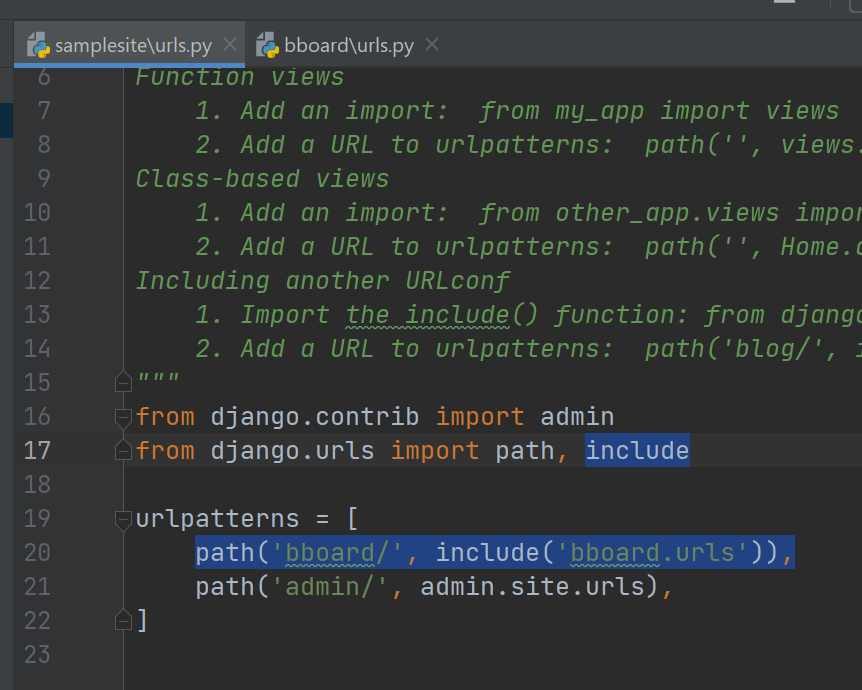 samplesite\urls.py bboard\urls.py
6 Function views
7 1. Add an import:  from my_app import views
8 2. Add a URL to urlpatterns:  path('', views.
9 Class-based views
10 1. Add an import:  from other_app.views impor
11 2. Add a URL to urlpatterns:  path('', Home.
12 Including another URLconf
13 1. Import the include() function: from django
14 2. Add a URL to urlpatterns:  path('blog/',
15 """
16 from django.contrib import admin
17 from django.urls import path, include
18
19 urlpatterns = [
20 path('bboard/', include('bboard.urls')),
21 path('admin/', admin.site.urls),
22 ]
23